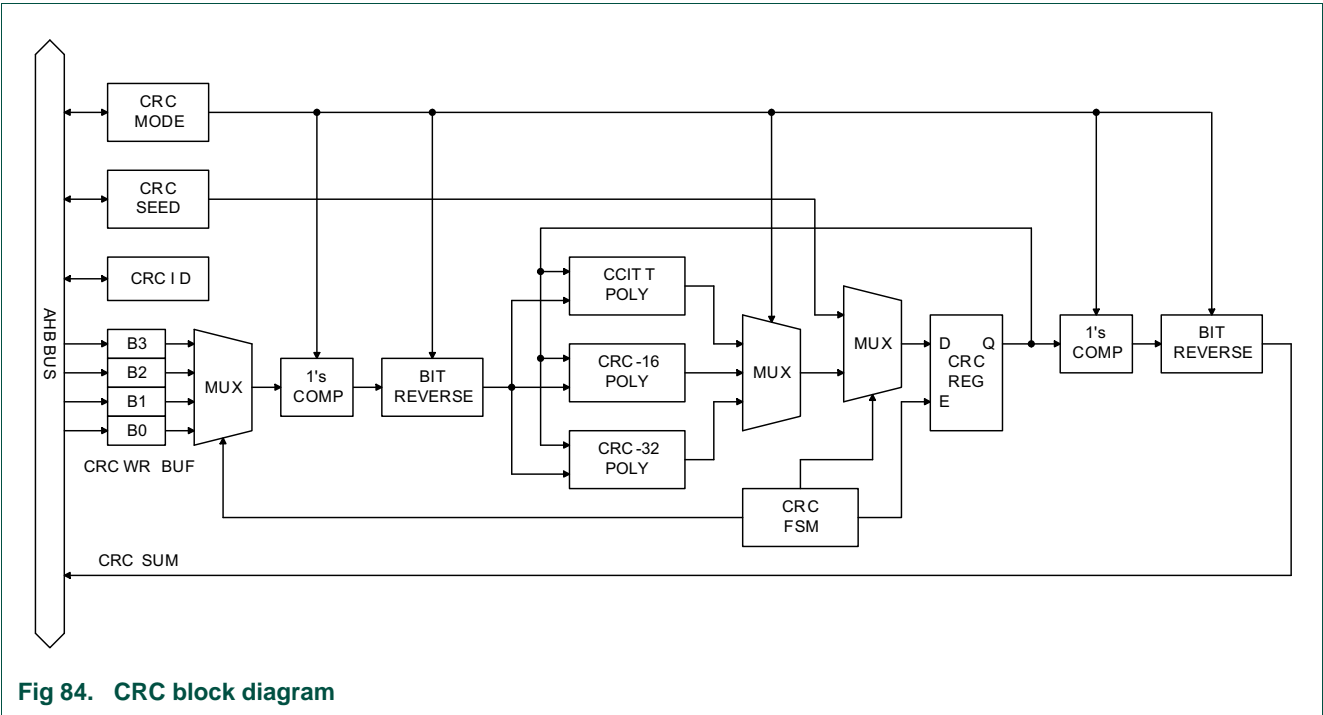 AHB BUS
CRC
MODE
CRC
SEED
CRC ID
B3
B2
B1
B0
CRC WR BUF
MUX
1's
COMP
BIT
REVERSE
CCITT
POLY
CRC-16
POLY
CRC-32
POLY
MUX
MUX
D Q
CRC
REG
E
1's
COMP
BIT
REVERSE
CRC
FSM
CRC SUM
Fig 84. CRC block diagram